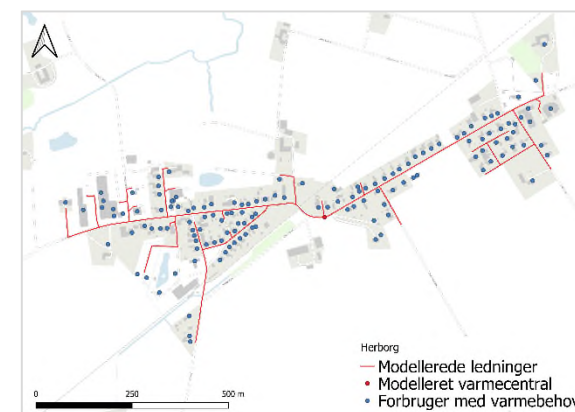 Herborg
Modellerede ledninger
Modelleret varmecentral
Forbruger med varmebehov
0 250 500 m